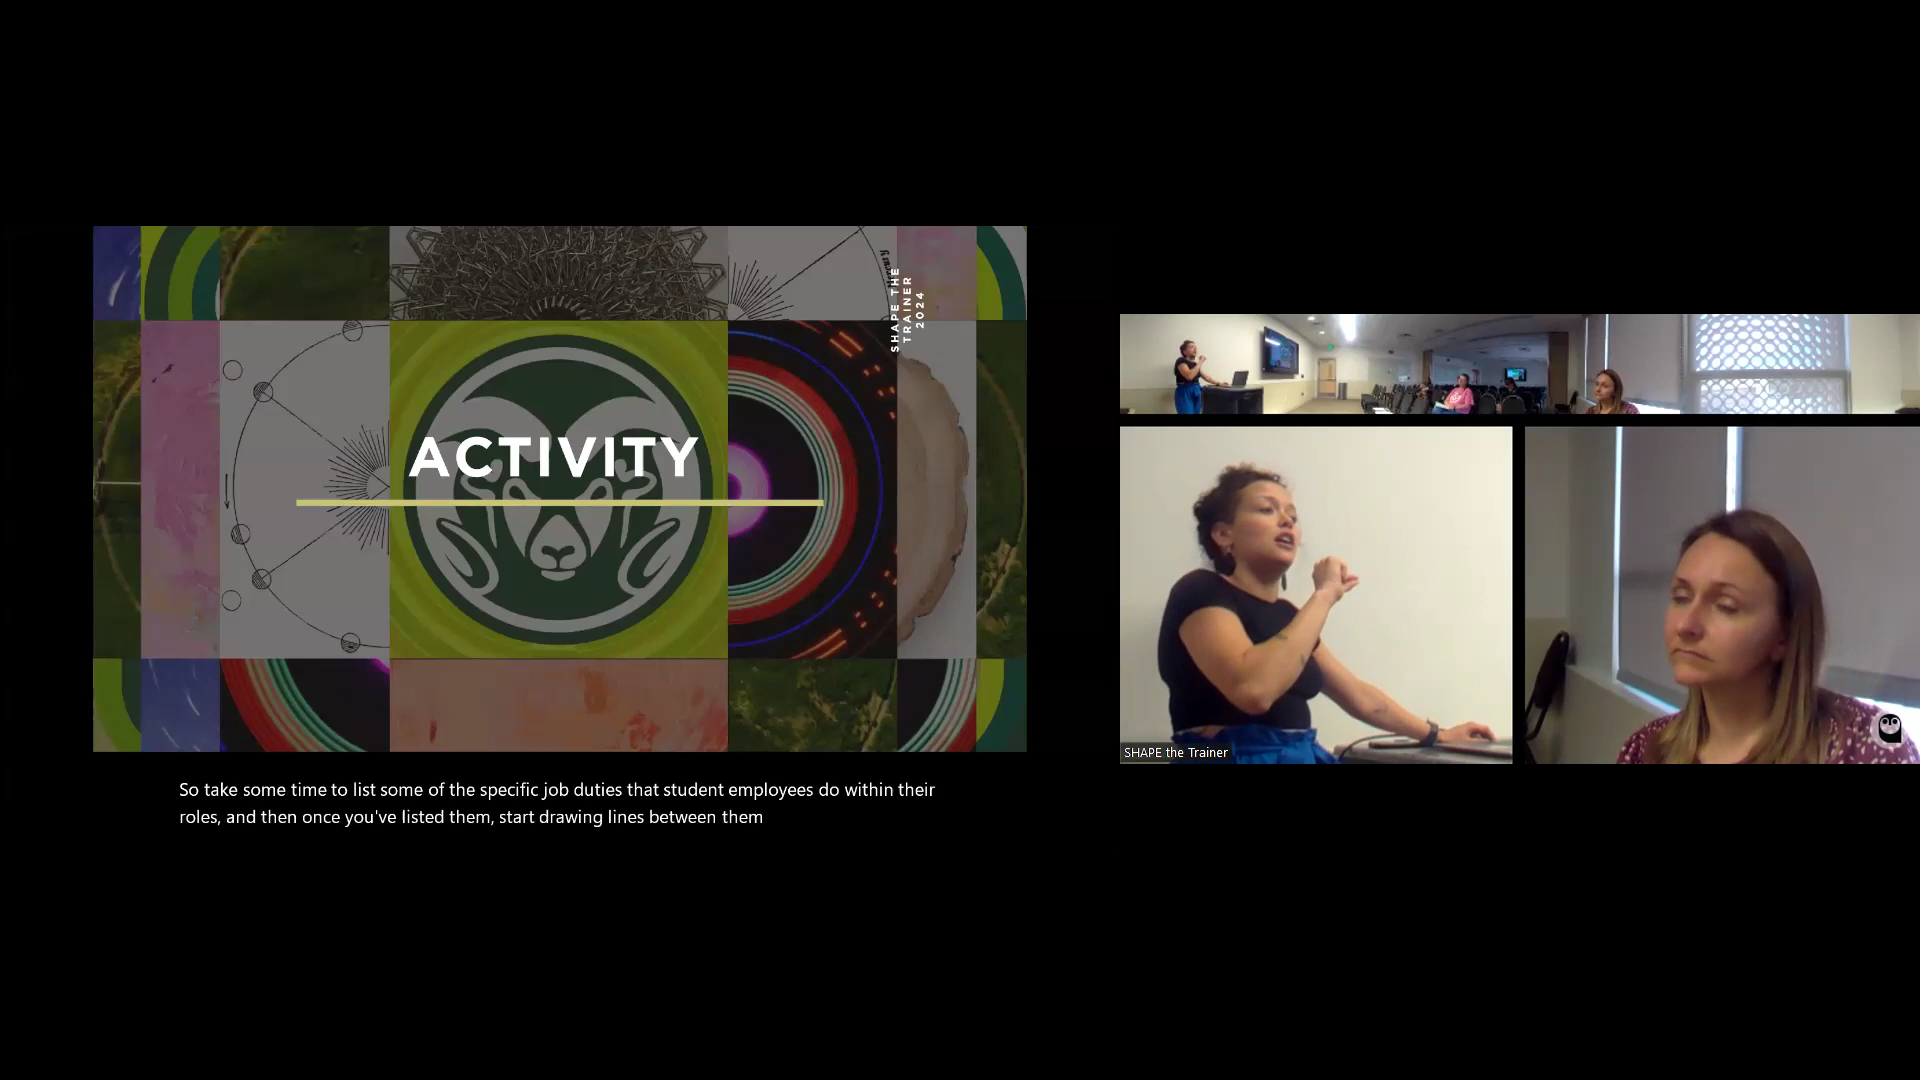 SHAPE THE
TRAINER
2024
ACTIVITY
So take some time to list some of the specific job duties that student employees do within their
roles, and then once you've listed them, start drawing lines between them
SHAPE the Trainer